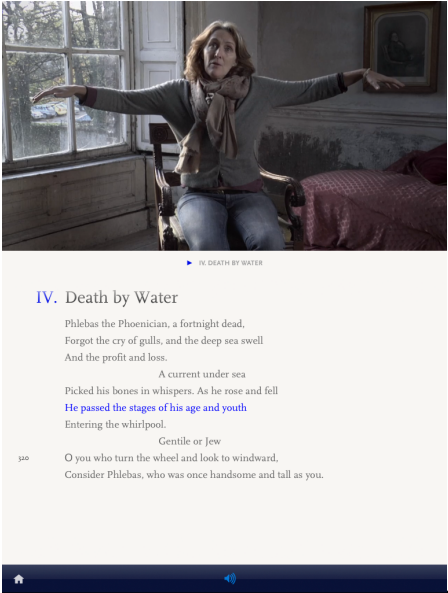 IV. DEATH BY WATER
IV. Death by Water
Phlebas the Phoenician, a fortnight dead,
Forgot the cry of gulls, and the deep sea swell
And the profit and loss.
A current under sea
Picked his bones in whispers. As he rose and fell
He passed the stages of his age and youth
Entering the whirlpool.
Gentile or Jew
320 O you who turn the wheel and look to windward,
Consider Phlebas, who was once handsome and tall as you.